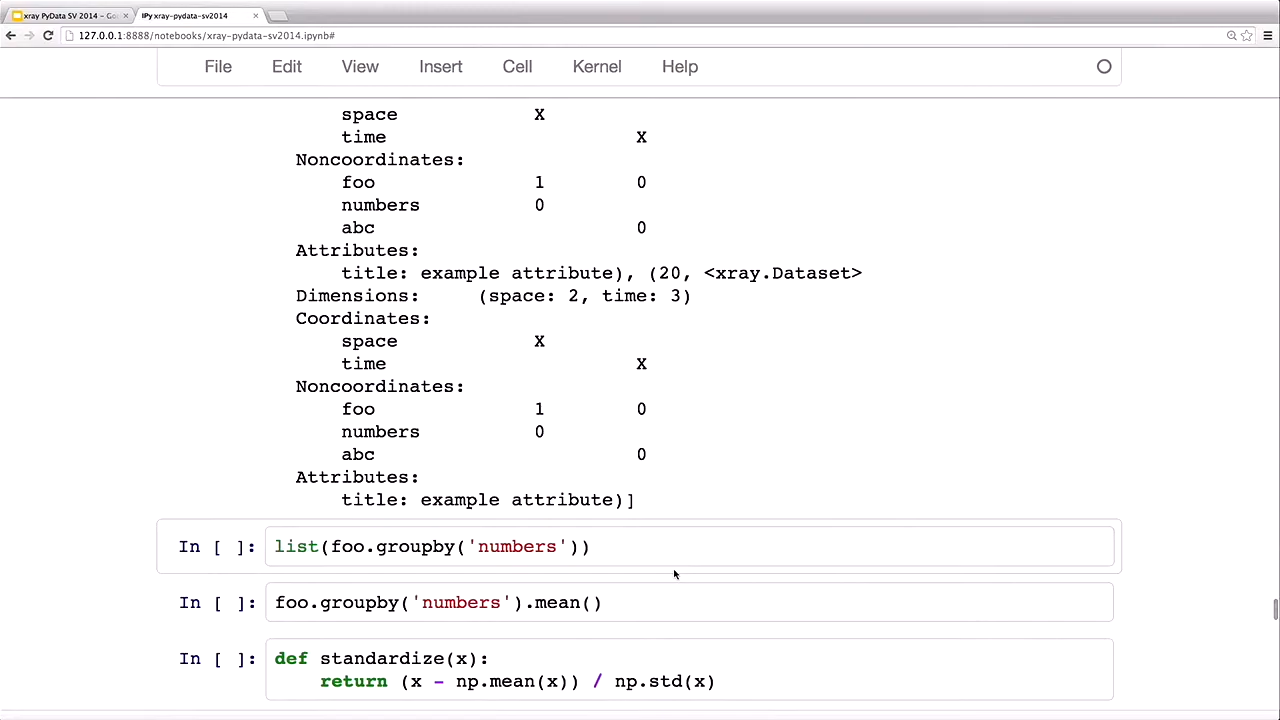 xray PyData SV 2014 – Go
IPy xray-pydata-sv2014
127.0.0.1:8888/notebooks/xray-pydata-sv2014.ipynb#
File Edit View Insert Cell Kernel Help
space X
time X
Noncoordinates:
foo 1 0
numbers 0
abc 0
Attributes:
title: example attribute), (20, <xray.Dataset>
Dimensions: (space: 2, time: 3)
Coordinates:
space X
time X
Noncoordinates:
foo 1 0
numbers 0
abc 0
Attributes:
title: example attribute)]
In [ ]: list(foo.groupby('numbers'))
In [ ]: foo.groupby('numbers').mean()
In [ ]: def standardize(x):
return (x - np.mean(x)) / np.std(x)